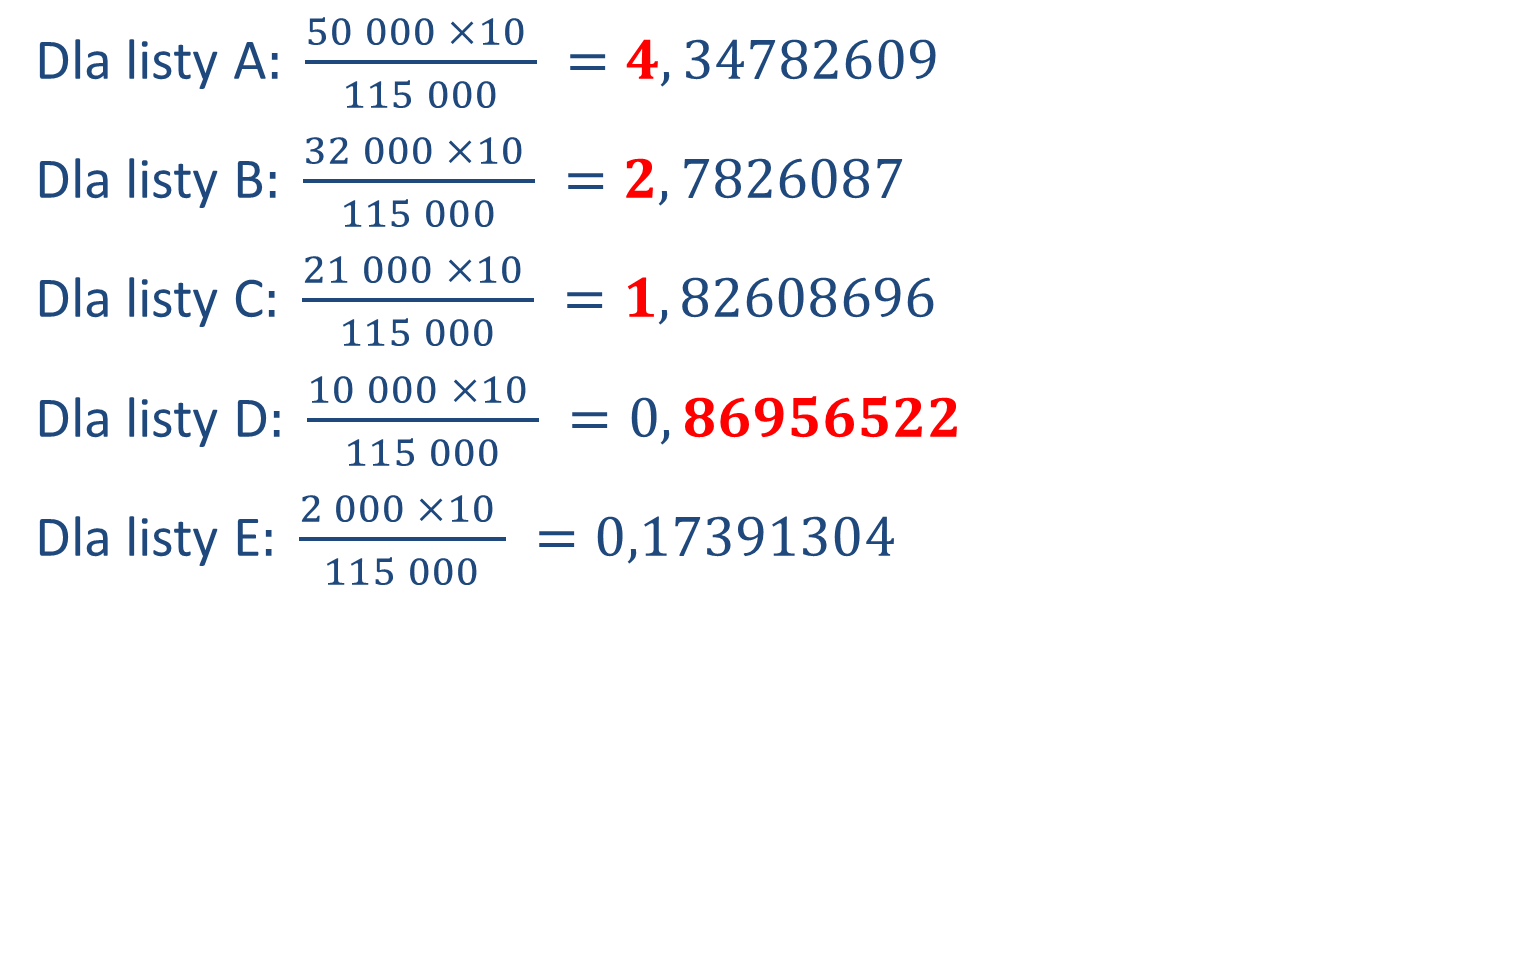 Dla listy A: 50 000 ×10 / 115 000 = 4,34782609
Dla listy B: 32 000 ×10 / 115 000 = 2,7826087
Dla listy C: 21 000 ×10 / 115 000 = 1,82608696
Dla listy D: 10 000 ×10 / 115 000 = 0,86956522
Dla listy E: 2 000 ×10 / 115 000 = 0,17391304